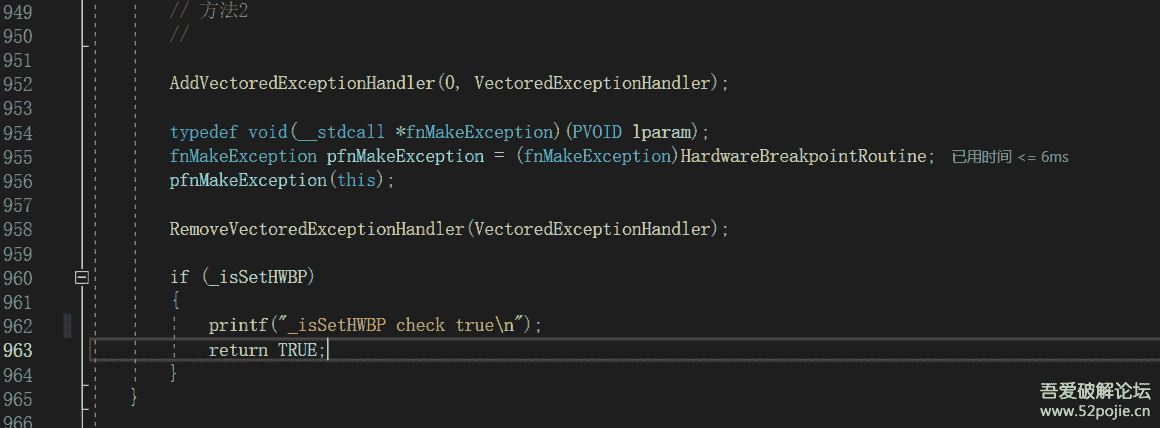 949 // 方法2
950 //
951
952 AddVectoredExceptionHandler(0, VectoredExceptionHandler);
953
954 typedef void(__stdcall *fnMakeException)(PVOID lparam);
955 fnMakeException pfnMakeException = (fnMakeException)HardwareBreakpointRoutine; 已用时间 <= 6ms
956 pfnMakeException(this);
957
958 RemoveVectoredExceptionHandler(VectoredExceptionHandler);
959
960 if (_isSetHWBP)
961 {
962 printf("_isSetHWBP check true\n");
963 return TRUE;
964 }
965 }
966
吾爱破解论坛
www.52pojie.cn